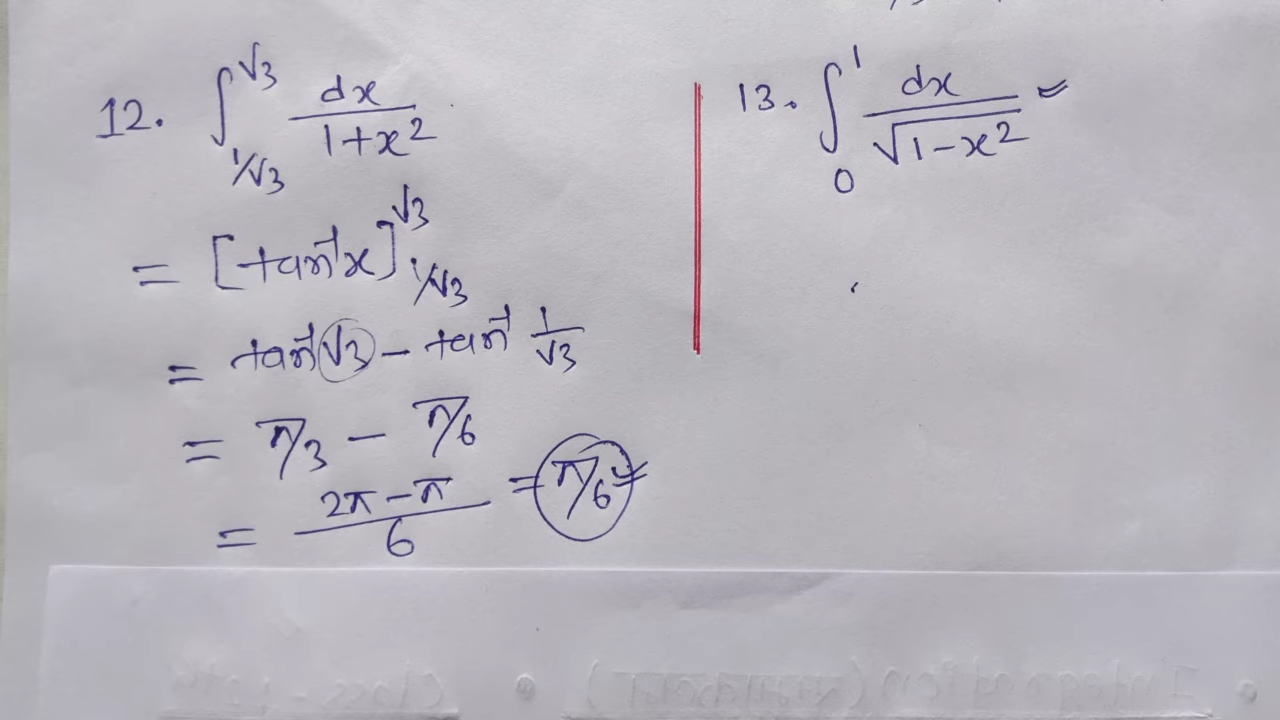 12. ∫_{1/√3}^{√3} dx/(1+x²)
= [tan⁻¹x]_{1/√3}^{√3}
= tan⁻¹√3 - tan⁻¹ 1/√3
= π/3 - π/6
= (2π-π)/6 = π/6
13. ∫_0^1 dx/√(1-x²) =